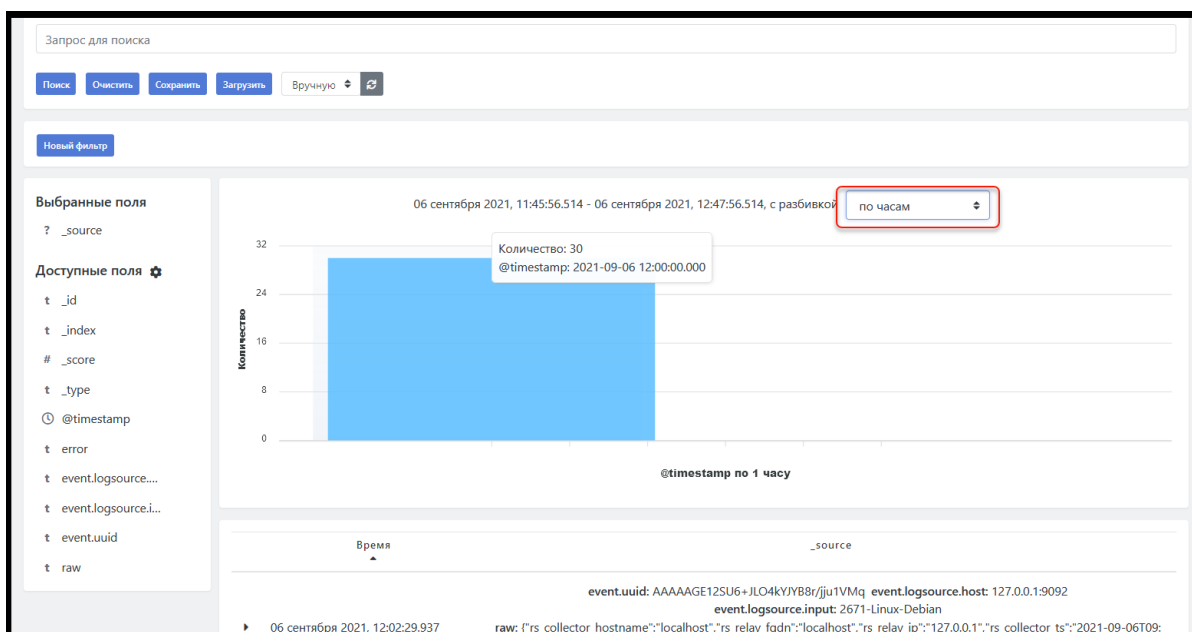 Запрос для поиска
Поиск Очистить Сохранить Загрузить Вручную
Новый фильтр
Выбранные поля
? _source
Доступные поля
t _id
t _index
# _score
t _type
@timestamp
t error
t event.logsource....
t event.logsource.i...
t event.uuid
t raw
06 сентября 2021, 11:45:56.514 - 06 сентября 2021, 12:47:56.514, с разбивкой по часам
Количество: 30
@timestamp: 2021-09-06 12:00:00.000
32
24
16
8
0
Количество
@timestamp по 1 часу
Время _source
event.uuid: AAAAAGE12SU6+JLO4kYJYB8r/jju1VMq event.logsource.host: 127.0.0.1:9092
event.logsource.input: 2671-Linux-Debian
06 сентября 2021, 12:02:29.937 raw: {"rs_collector_hostname":"localhost","rs_relay_fqdn":"localhost","rs_relay_ip":"127.0.0.1","rs_collector_ts":"2021-09-06T09: